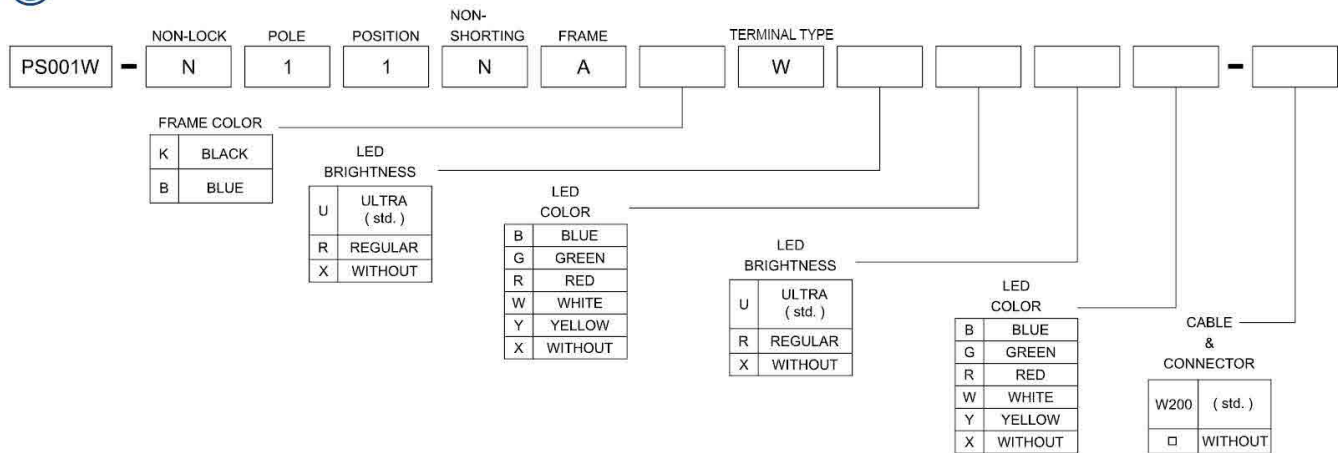 NON-LOCK POLE POSITION NON-SHORTING FRAME TERMINAL TYPE
PS001W - N 1 1 N A W -
FRAME COLOR
K BLACK
B BLUE
LED
BRIGHTNESS
U ULTRA
( std. )
R REGULAR
X WITHOUT
LED
COLOR
B BLUE
G GREEN
R RED
W WHITE
Y YELLOW
X WITHOUT
LED
BRIGHTNESS
U ULTRA
( std. )
R REGULAR
X WITHOUT
LED
COLOR
B BLUE
G GREEN
R RED
W WHITE
Y YELLOW
X WITHOUT
CABLE
&
CONNECTOR
W200 ( std. )
□ WITHOUT